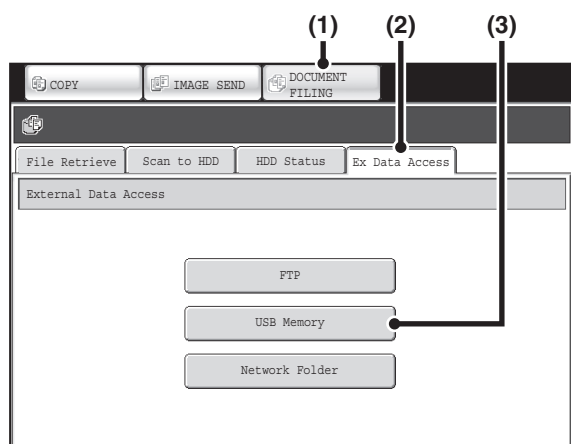 (1) (2) (3)
COPY IMAGE SEND DOCUMENT
FILING
File Retrieve Scan to HDD HDD Status Ex Data Access
External Data Access
FTP
USB Memory
Network Folder